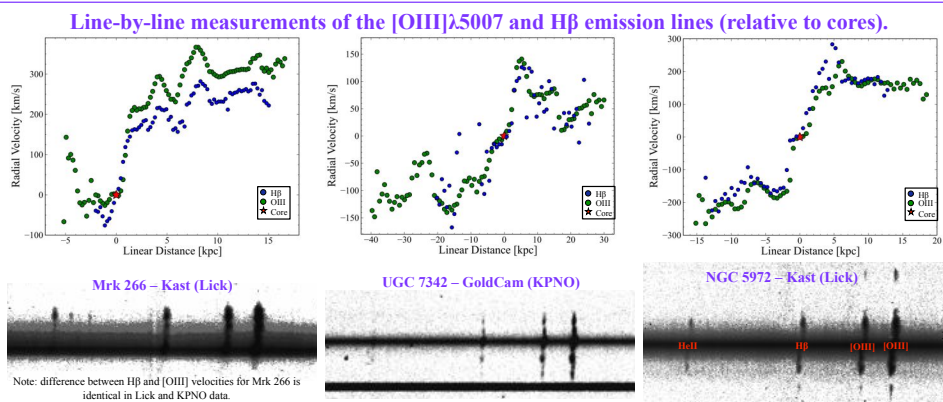 Line-by-line measurements of the [OIII]λ5007 and Hβ emission lines (relative to cores).
Radial Velocity [km/s]
300
200
100
0
−100
−5
0
5
10
15
Linear Distance [kpc]
Hβ
OIII
Core
Radial Velocity [km/s]
150
100
50
0
−50
−100
−150
−40
−30
−20
−10
0
10
20
30
Linear Distance [kpc]
Hβ
OIII
Core
Radial Velocity [km/s]
300
200
100
0
−100
−200
−300
−15
−10
−5
0
5
10
15
20
Linear Distance [kpc]
Hβ
OIII
Core
Mrk 266 – Kast (Lick)
UGC 7342 – GoldCam (KPNO)
NGC 5972 – Kast (Lick)
HeII
Hβ
[OIII]
[OIII]
Note: difference between Hβ and [OIII] velocities for Mrk 266 is
identical in Lick and KPNO data.